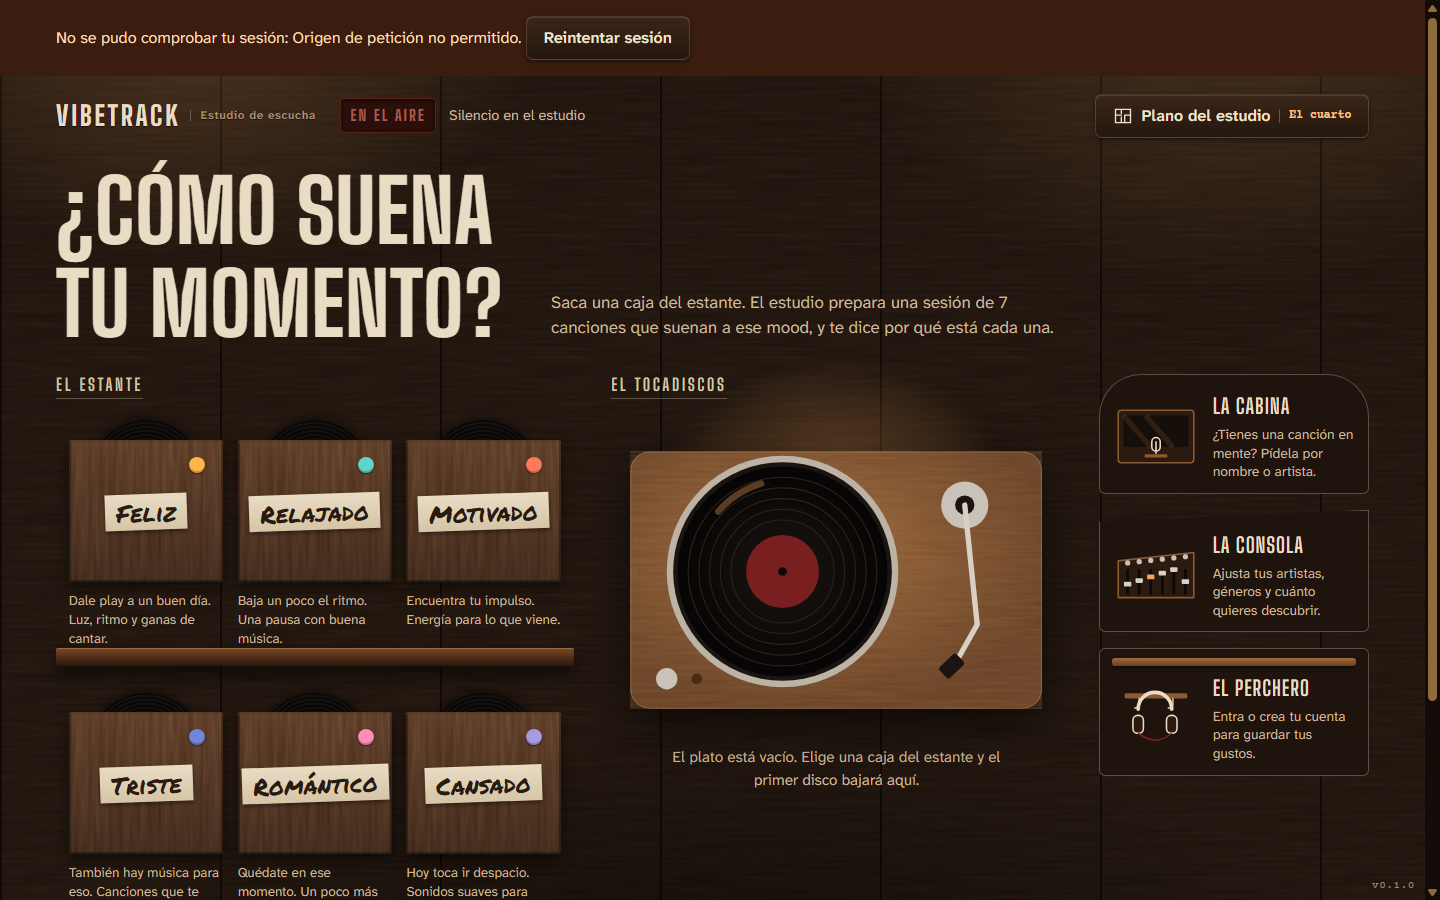 No se pudo comprobar tu sesión: Origen de petición no permitido. Reintentar sesión
VIBETRACK Estudio de escucha EN EL AIRE Silencio en el estudio
Plano del estudio El cuarto
¿CÓMO SUENA
TU MOMENTO?
Saca una caja del estante. El estudio prepara una sesión de 7
canciones que suenan a ese mood, y te dice por qué está cada una.
EL ESTANTE
FELIZ
RELAJADO
MOTIVADO
Dale play a un buen día.
Luz, ritmo y ganas de
cantar.
Baja un poco el ritmo.
Una pausa con buena
música.
Encuentra tu impulso.
Energía para lo que viene.
TRISTE
ROMÁNTICO
CANSADO
También hay música para
eso. Canciones que te
Quédate en ese
momento. Un poco más
Hoy toca ir despacio.
Sonidos suaves para
EL TOCADISCOS
El plato está vacío. Elige una caja del estante y el
primer disco bajará aquí.
LA CABINA
¿Tienes una canción en
mente? Pídela por
nombre o artista.
LA CONSOLA
Ajusta tus artistas,
géneros y cuánto
quieres descubrir.
EL PERCHERO
Entra o crea tu cuenta
para guardar tus
gustos.
v0.1.0